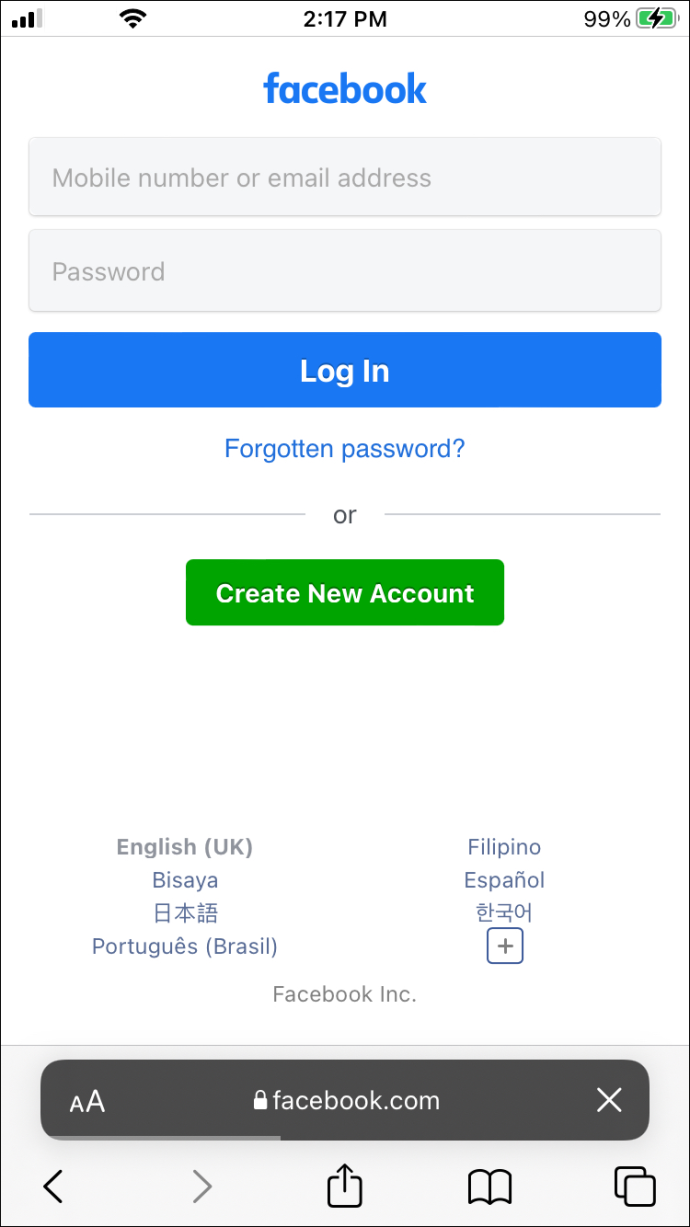 2:17 PM 99%
facebook
Mobile number or email address
Password
Log In
Forgotten password?
or
Create New Account
English (UK) Filipino
Bisaya Español
日本語 한국어
Português (Brasil) +
Facebook Inc.
AA facebook.com